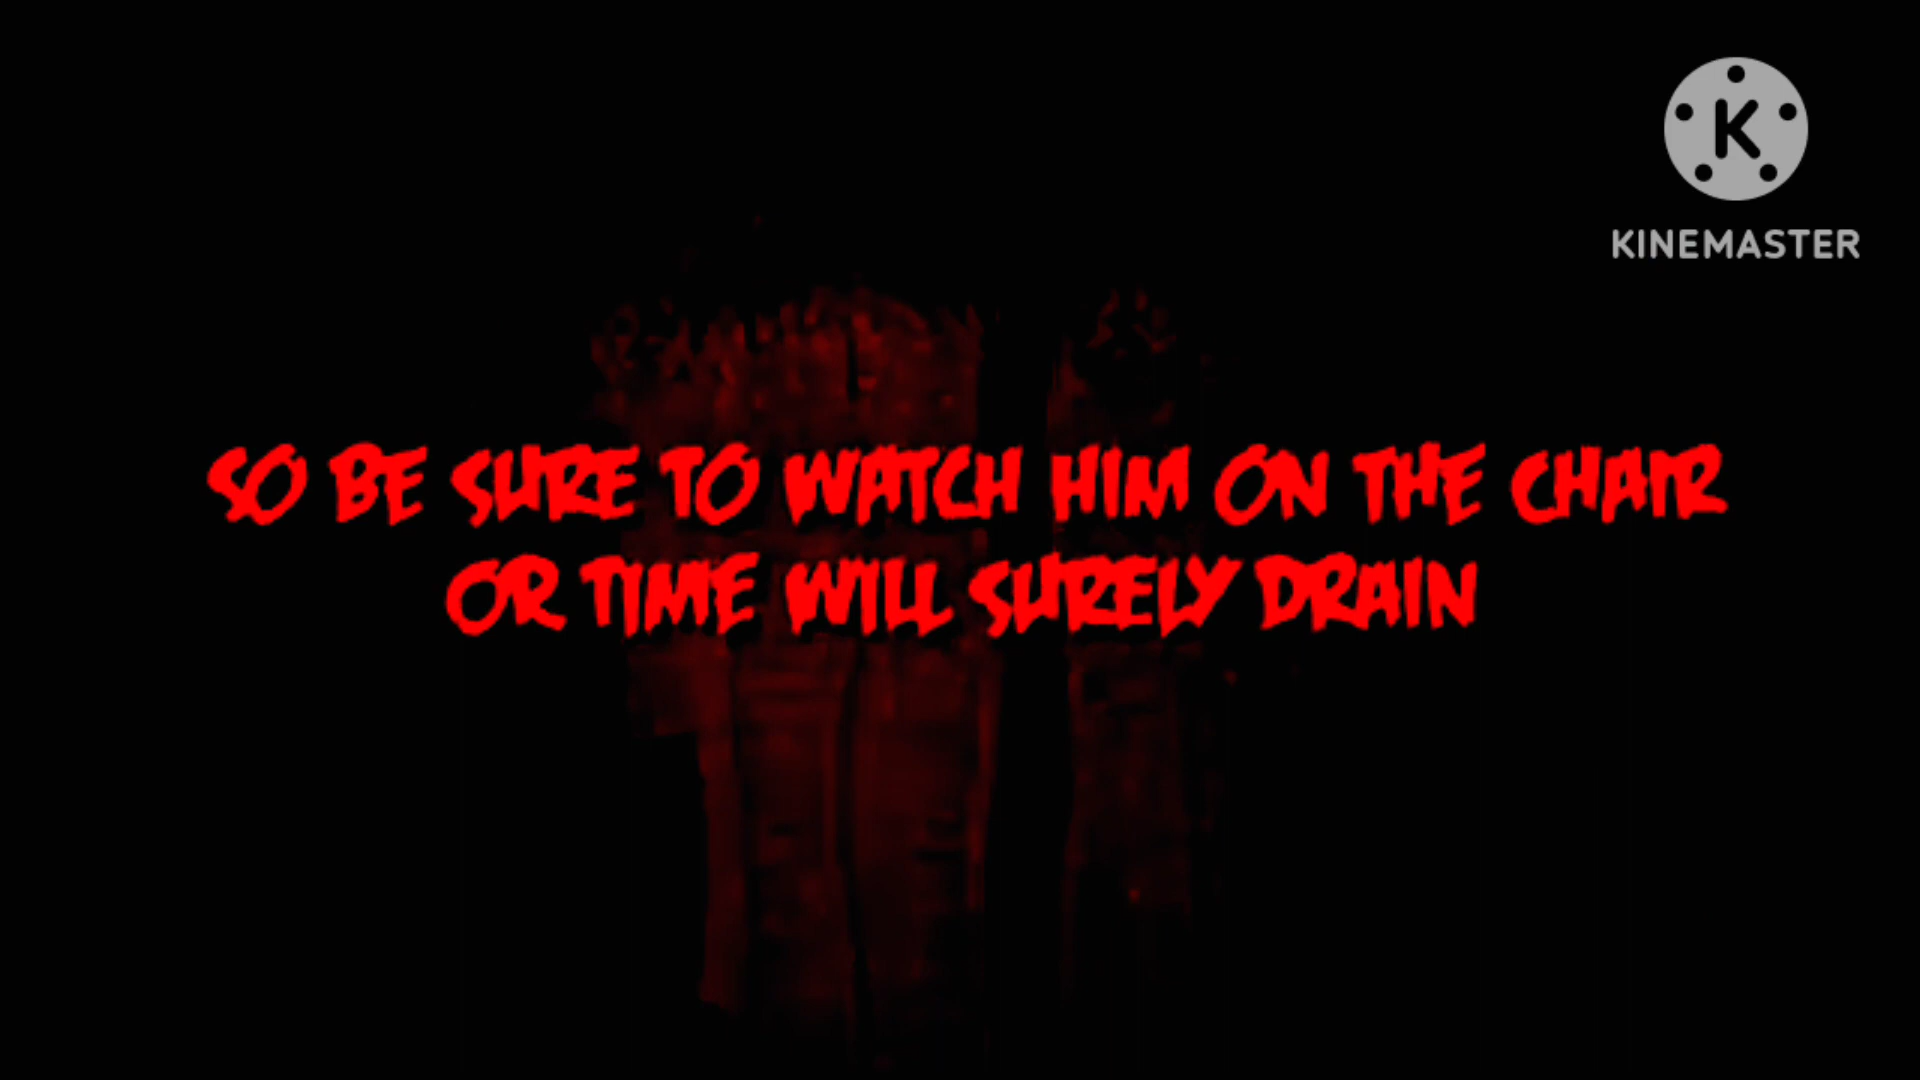 K
KINEMASTER
SO BE SURE TO WATCH HIM ON THE CHAIR
OR TIME WILL SURELY DRAIN